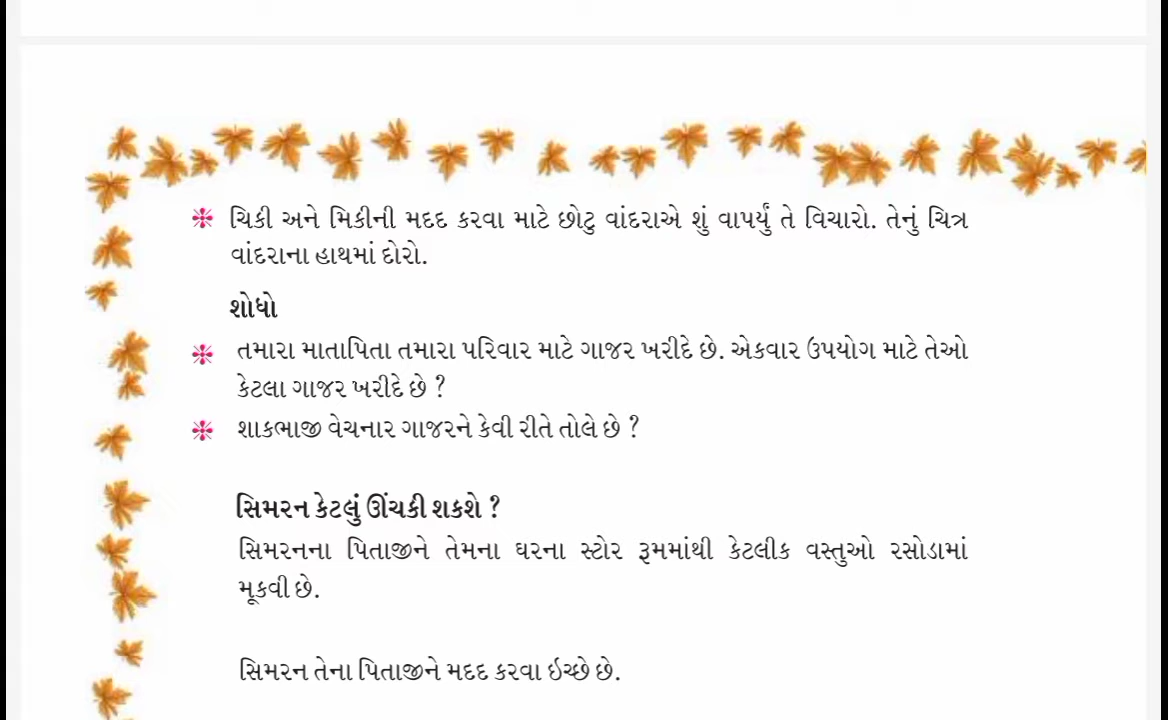 ચિકી અને મિકીની મદદ કરવા માટે છોટુ વાંદરાએ શું વાપર્યું તે વિચારો. તેનું ચિત્ર
વાંદરાના હાથમાં દોરો.
શોધો
તમારા માતાપિતા તમારા પરિવાર માટે ગાજર ખરીદે છે. એકવાર ઉપયોગ માટે તેઓ
કેટલા ગાજર ખરીદે છે ?
શાકભાજી વેચનાર ગાજરને કેવી રીતે તોલે છે ?
સિમરન કેટલું ઊંચકી શકશે ?
સિમરનના પિતાજીને તેમના ઘરના સ્ટોર રૂમમાંથી કેટલીક વસ્તુઓ રસોડામાં
મૂકવી છે.
સિમરન તેના પિતાજીને મદદ કરવા ઇચ્છે છે.